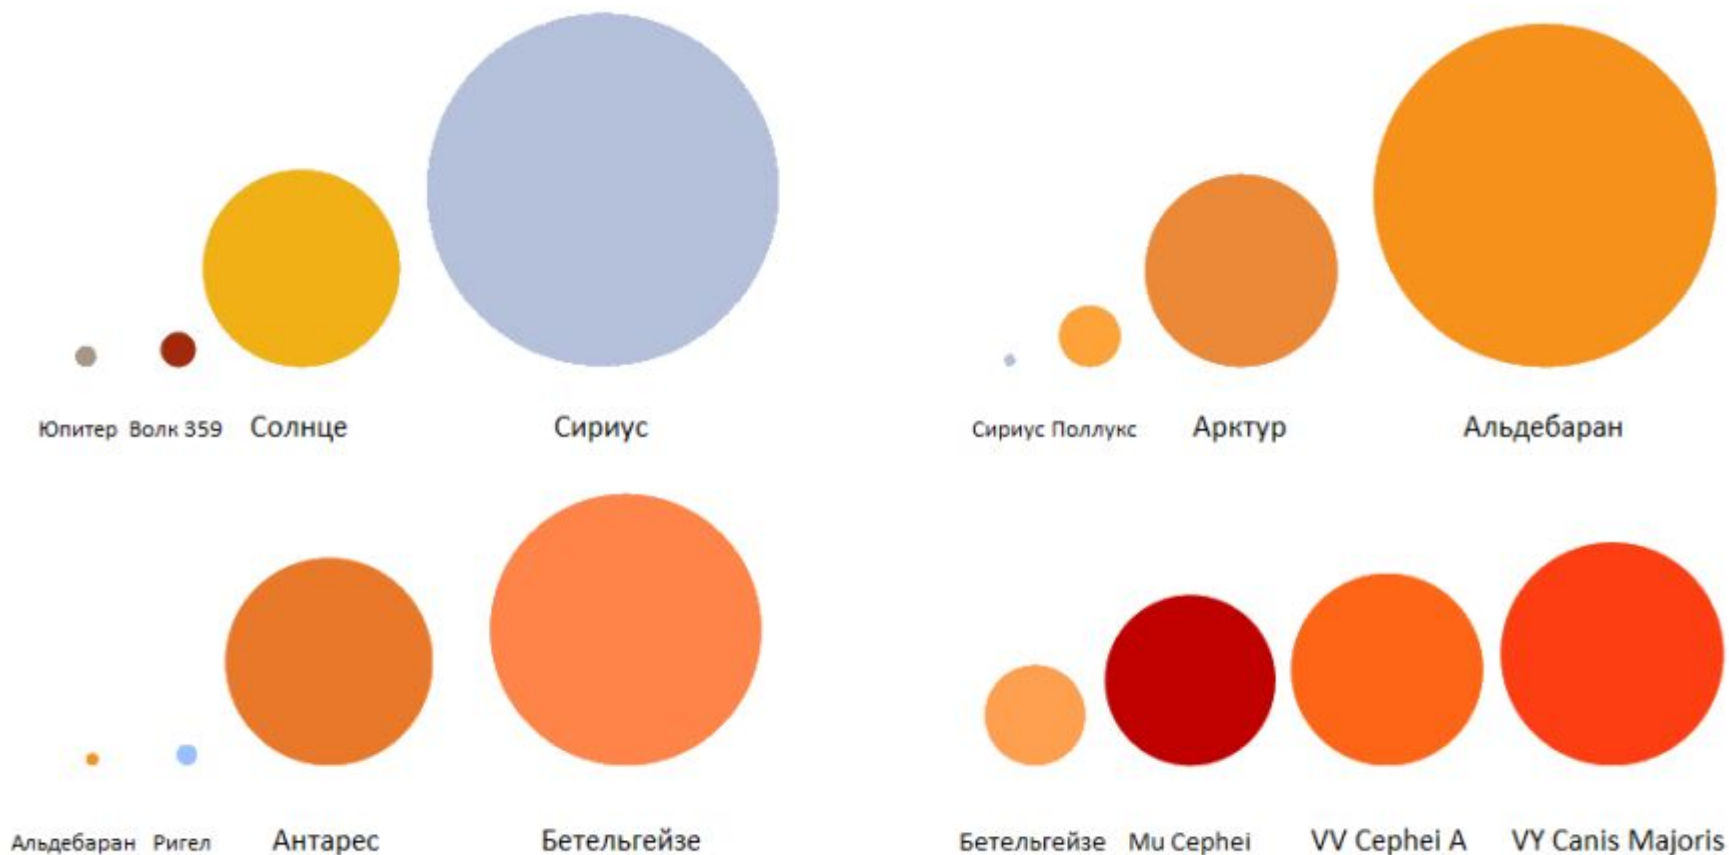 Юпитер Волк 359 Солнце Сириус
Сириус Поллукс Арктур Альдебаран
Альдебаран Ригел Антарес Бетельгейзе
Бетельгейзе Mu Cephei VV Cephei A VY Canis Majoris